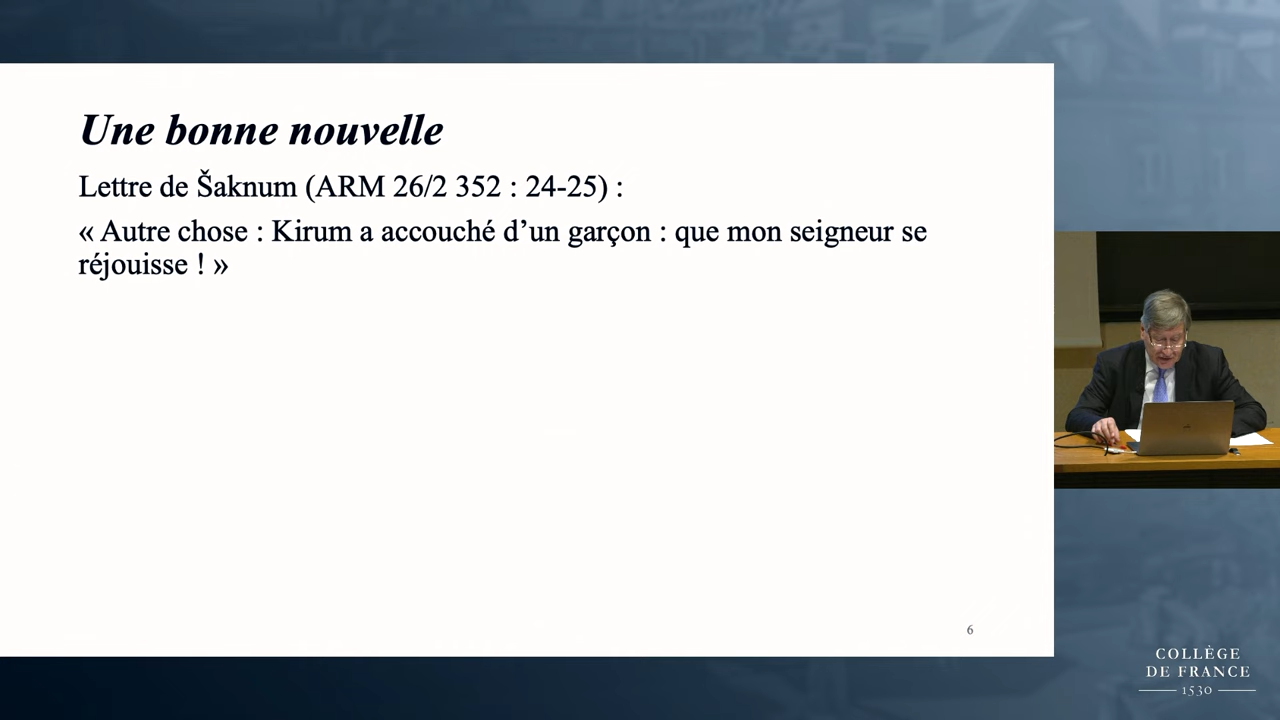 Une bonne nouvelle
Lettre de Šaknum (ARM 26/2 352 : 24-25) :
« Autre chose : Kirum a accouché d’un garçon : que mon seigneur se
réjouisse ! »
6
COLLÈGE
DE FRANCE
1530